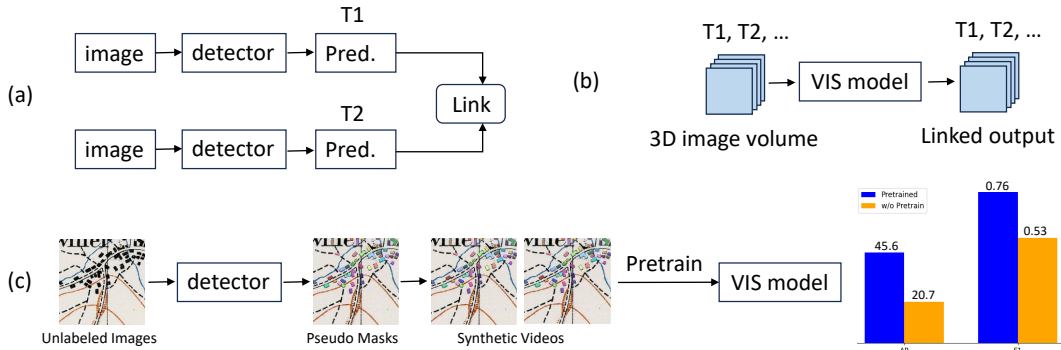 T1
image
detector
Pred.
(a)
Link
T2
image
detector
Pred.
T1, T2, ...
T1, T2, ...
(b)
VIS model
3D image volume
Linked output
(c)
detector
Pretrain
VIS model
Unlabeled Images
Pseudo Masks
Synthetic Videos
Pretrained
w/o Pretrain
0.76
0.53
45.6
20.7